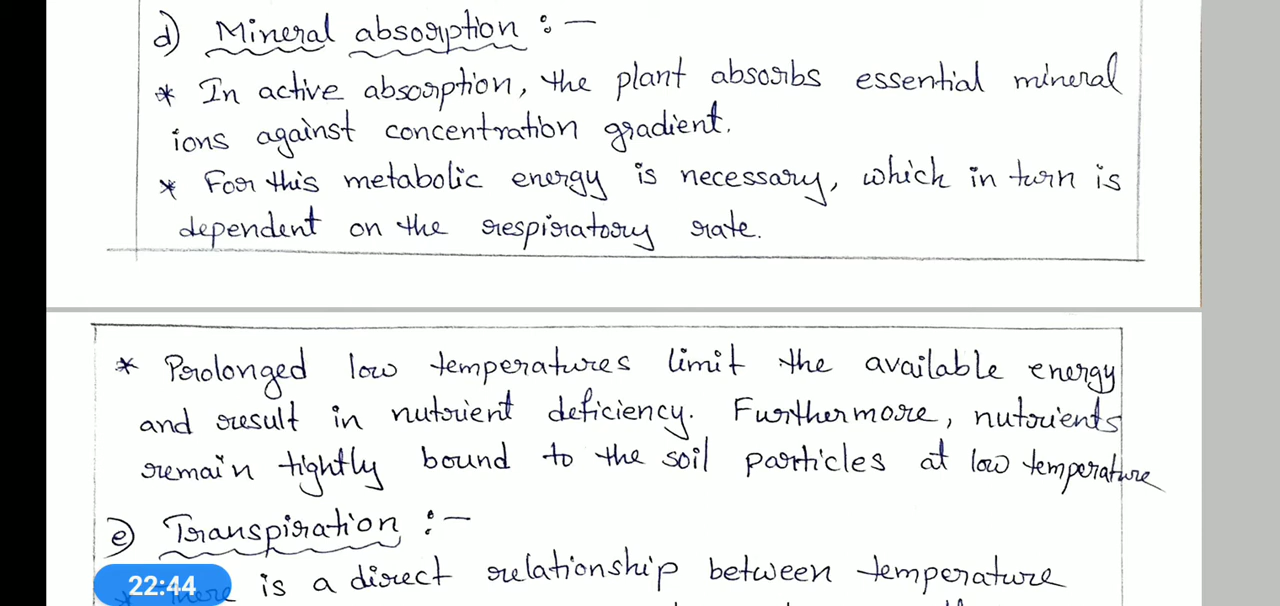 d) Mineral absorption :-
* In active absorption, the plant absorbs essential mineral
ions against concentration gradient.
* For this metabolic energy is necessary, which in turn is
dependent on the respiratory rate.
* Prolonged low temperatures limit the available energy
and result in nutrient deficiency. Furthermore, nutrients
remain tightly bound to the soil particles at low temperature
e) Transpiration :-
22:44
is a direct relationship between temperature